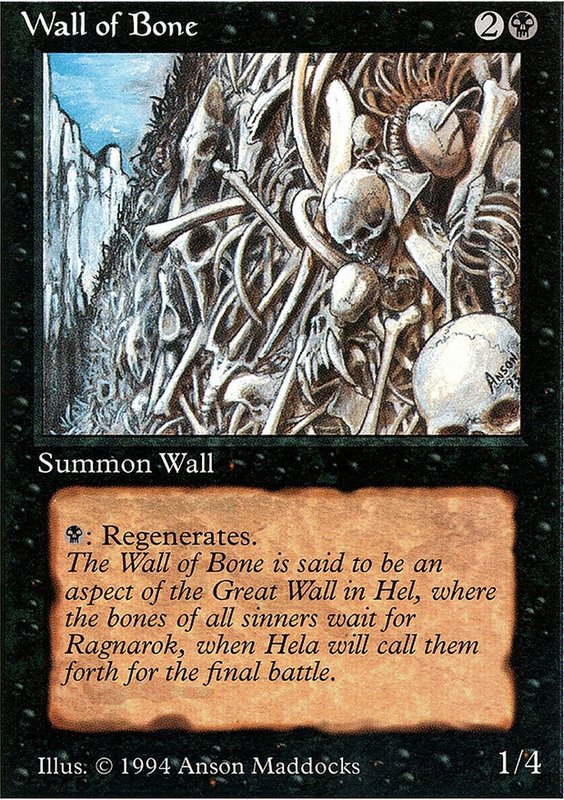 Wall of Bone 2
ANSON
Summon Wall
: Regenerates.
The Wall of Bone is said to be an
aspect of the Great Wall in Hel, where
the bones of all sinners wait for
Ragnarok, when Hela will call them
forth for the final battle.
Illus. © 1994 Anson Maddocks 1/4